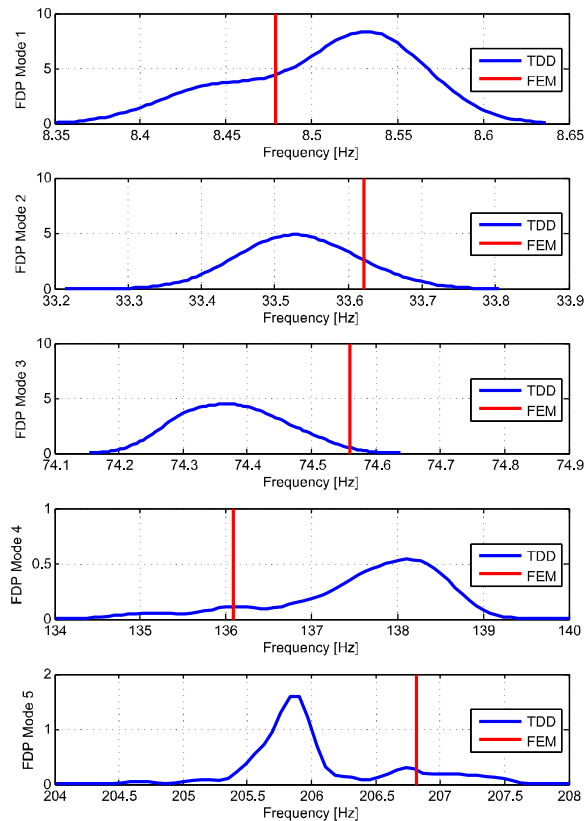 FDP Mode 1
10
5
0
TDD
FEM
8.35 8.4 8.45 8.5 8.55 8.6 8.65
Frequency [Hz]
FDP Mode 2
10
5
0
TDD
FEM
33.2 33.3 33.4 33.5 33.6 33.7 33.8 33.9
Frequency [Hz]
FDP Mode 3
10
5
0
TDD
FEM
74.1 74.2 74.3 74.4 74.5 74.6 74.7 74.8 74.9
Frequency [Hz]
FDP Mode 4
1
0.5
0
TDD
FEM
134 135 136 137 138 139 140
Frequency [Hz]
FDP Mode 5
2
1
0
TDD
FEM
204 204.5 205 205.5 206 206.5 207 207.5 208
Frequency [Hz]